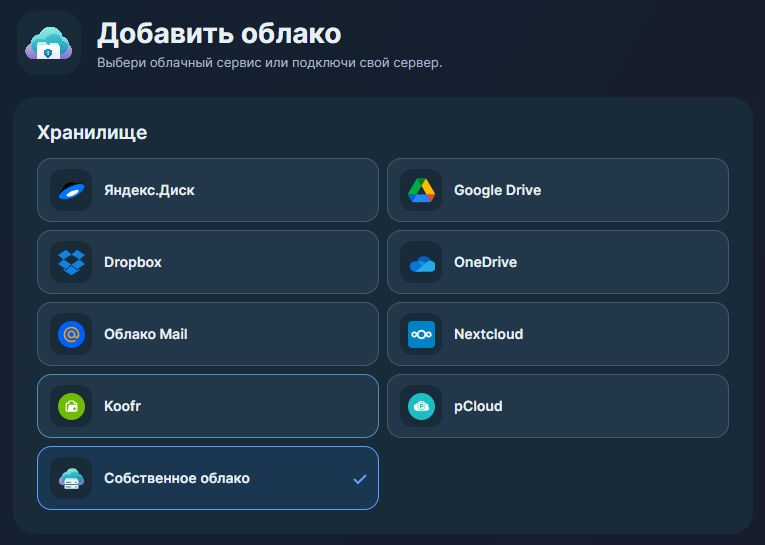 Добавить облако
Выбери облачный сервис или подключи свой сервер.
Хранилище
Яндекс.Диск
Google Drive
Dropbox
OneDrive
Облако Mail
Nextcloud
Koofr
pCloud
Собственное облако